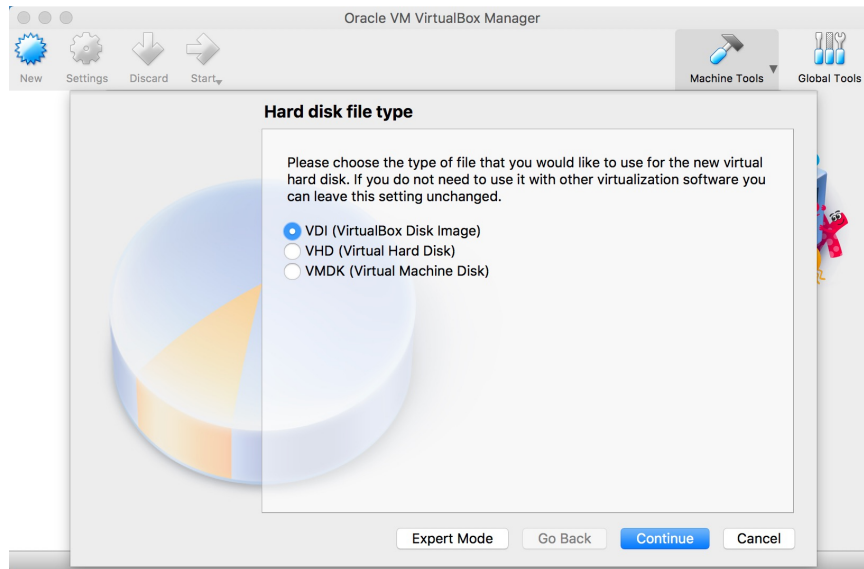 Oracle VM VirtualBox Manager
New Settings Discard Start Machine Tools Global Tools
Hard disk file type
Please choose the type of file that you would like to use for the new virtual
hard disk. If you do not need to use it with other virtualization software you
can leave this setting unchanged.
VDI (VirtualBox Disk Image)
VHD (Virtual Hard Disk)
VMDK (Virtual Machine Disk)
Expert Mode Go Back Continue Cancel